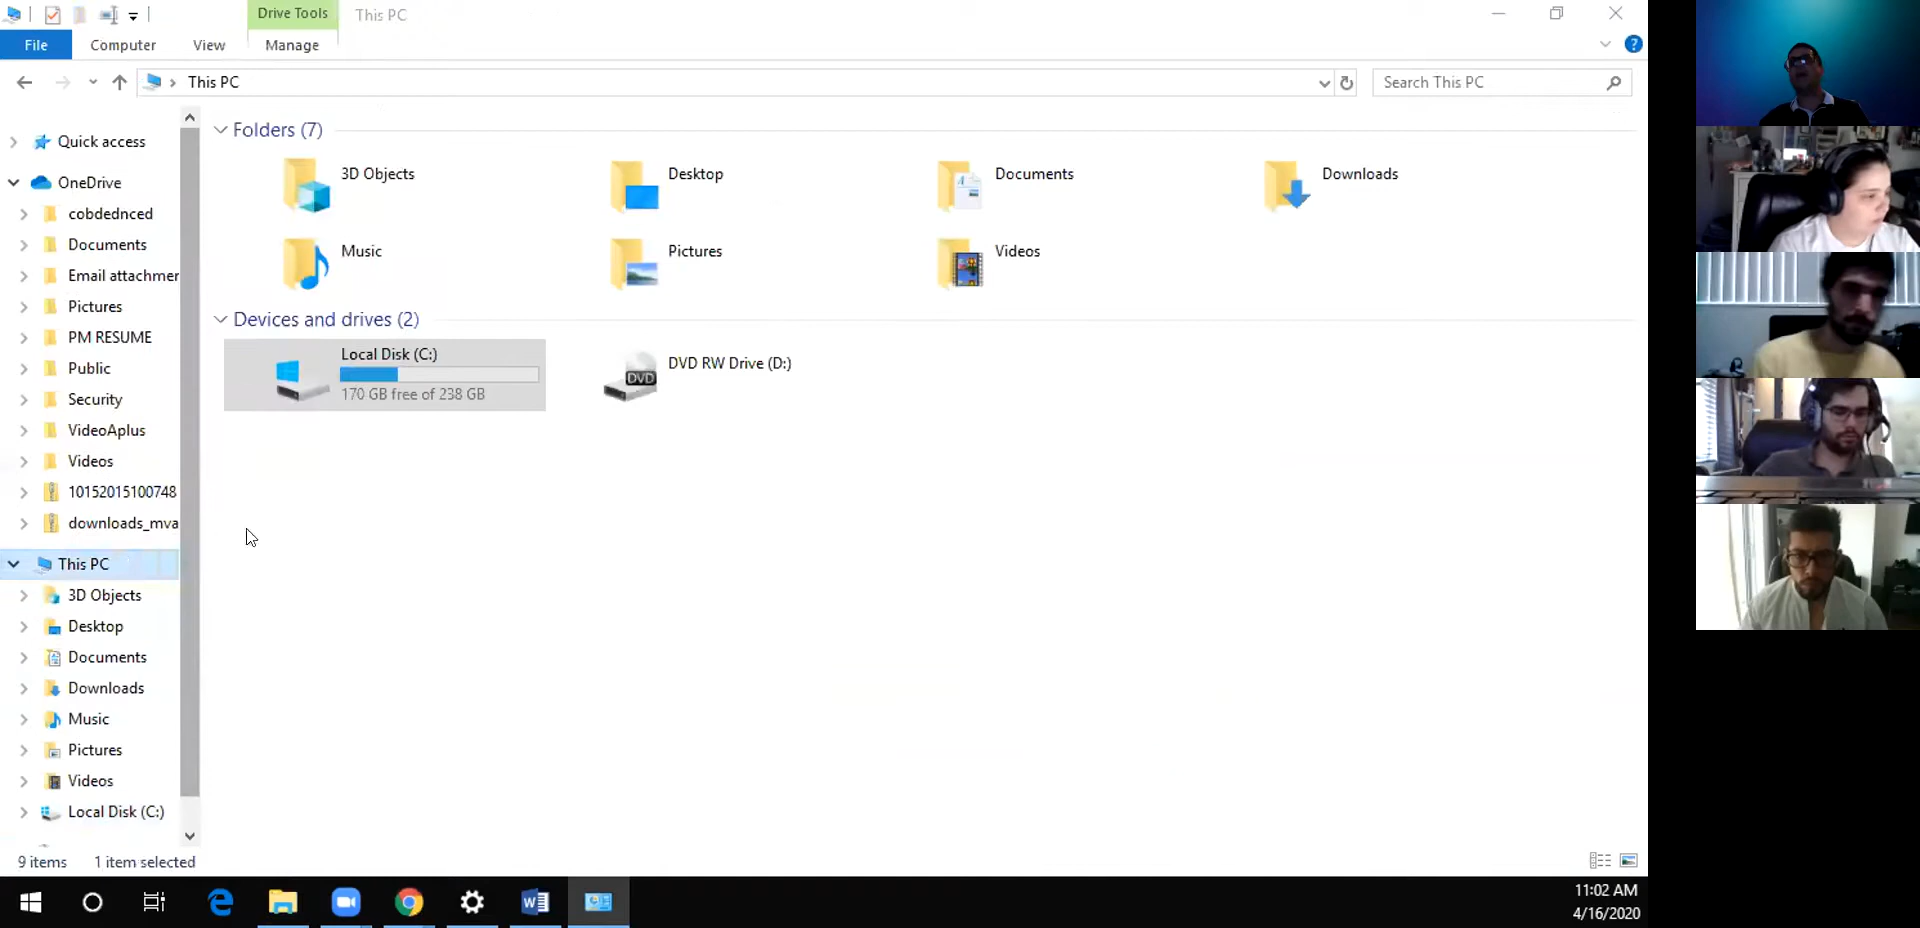 Drive Tools
This PC
File
Computer
View
Manage
This PC
Search This PC
Quick access
OneDrive
cobdednced
Documents
Email attachmer
Pictures
PM RESUME
Public
Security
VideoAplus
Videos
10152015100748
downloads_mva
This PC
3D Objects
Desktop
Documents
Downloads
Music
Pictures
Videos
Local Disk (C:)
Folders (7)
3D Objects
Desktop
Documents
Downloads
Music
Pictures
Videos
Devices and drives (2)
Local Disk (C:)
170 GB free of 238 GB
DVD
DVD RW Drive (D:)
9 items
1 item selected
11:02 AM
4/16/2020